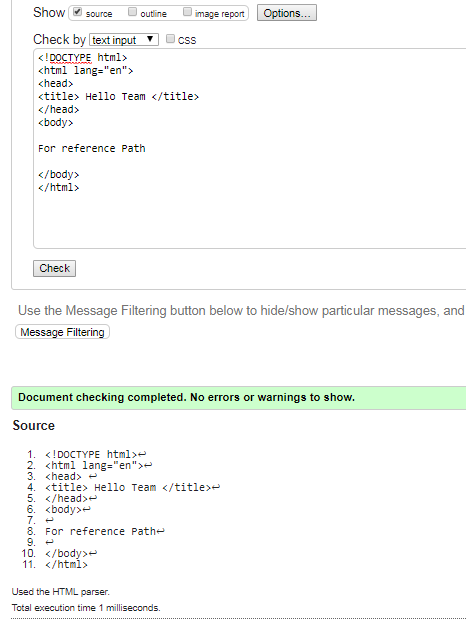 Show source outline image report Options...
Check by text input ▼ css
<!DOCTYPE html>
<html lang="en">
<head>
<title> Hello Team </title>
</head>
<body>
For reference Path
</body>
</html>
Check
Use the Message Filtering button below to hide/show particular messages, and
Message Filtering
Document checking completed. No errors or warnings to show.
Source
1. <!DOCTYPE html>↩
2. <html lang="en">↩
3. <head> ↩
4. <title> Hello Team </title>↩
5. </head>↩
6. <body>↩
7. ↩
8. For reference Path↩
9. ↩
10. </body>↩
11. </html>
Used the HTML parser.
Total execution time 1 milliseconds.